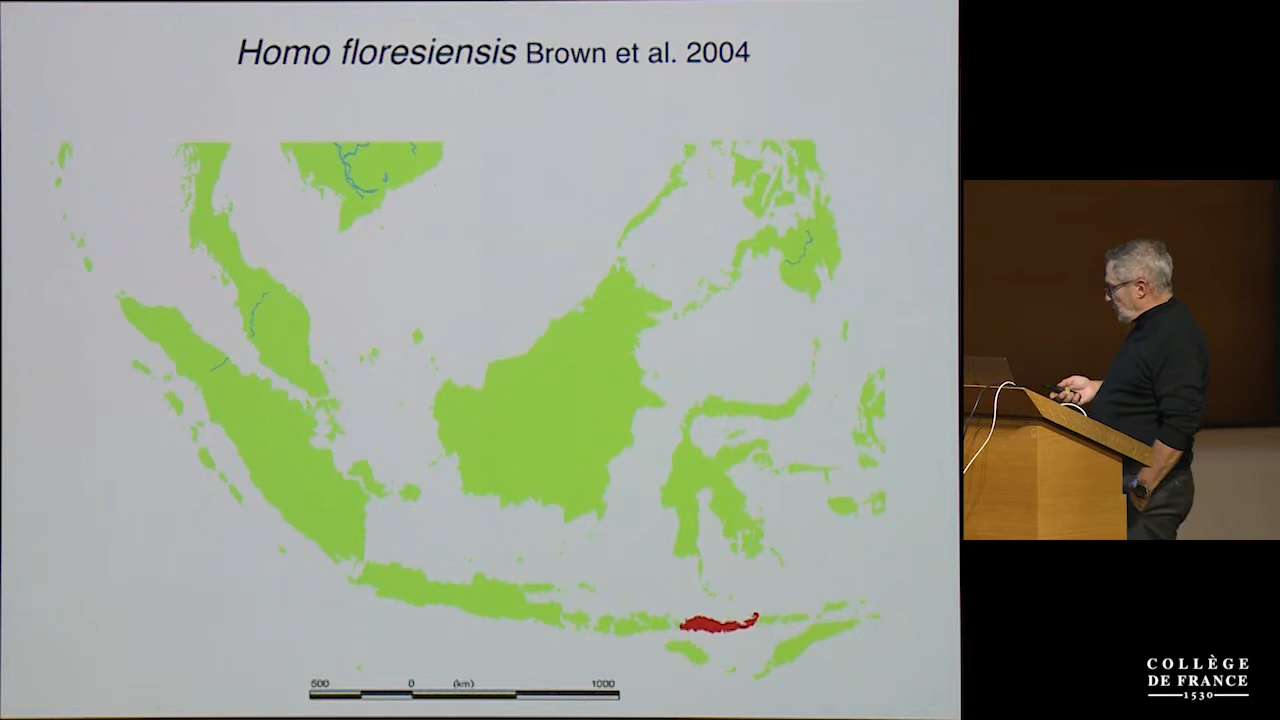 Homo floresiensis Brown et al. 2004
500 0 (km) 1000
COLLÈGE
DE FRANCE
1530